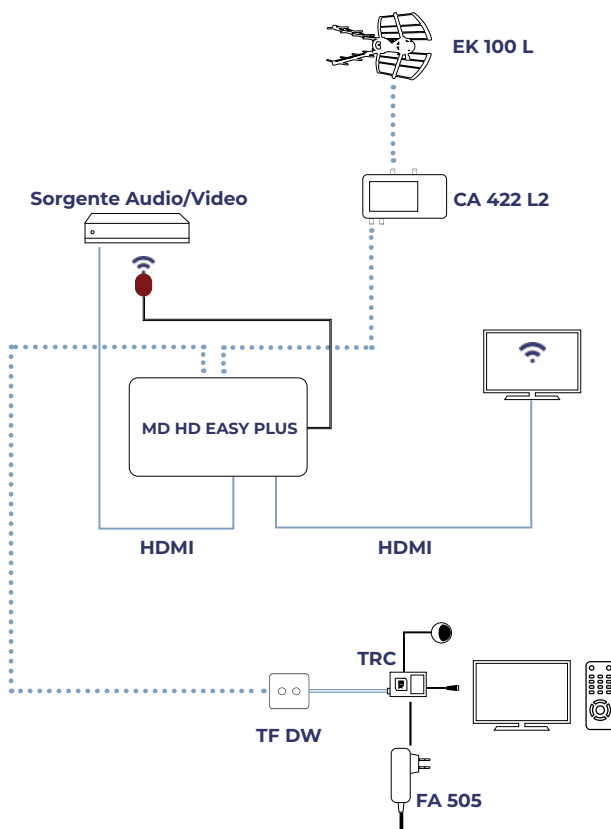 EK 100 L
CA 422 L2
Sorgente Audio/Video
MD HD EASY PLUS
HDMI
HDMI
TRC
TF DW
FA 505